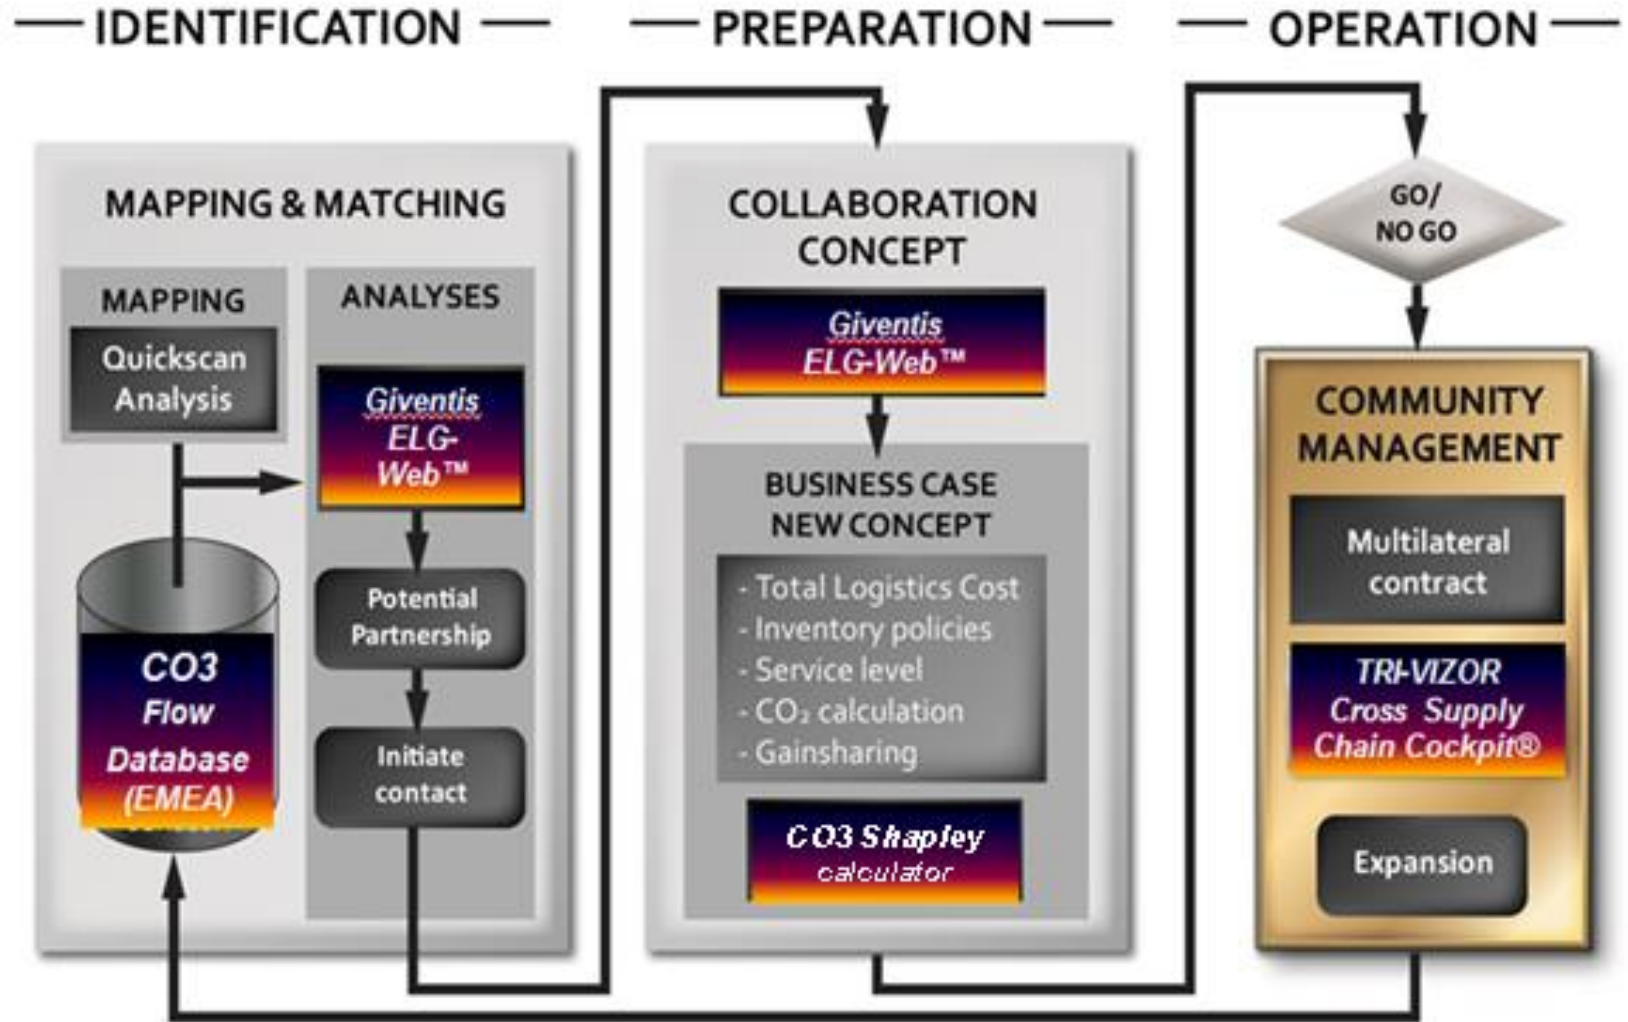 IDENTIFICATION
PREPARATION
OPERATION
MAPPING & MATCHING
MAPPING
Quickscan
Analysis
CO3
Flow
Database
(EMEA)
ANALYSES
Giventis
ELG-
Web™
Potential
Partnership
Initiate
contact
COLLABORATION
CONCEPT
Giventis
ELG-Web™
BUSINESS CASE
NEW CONCEPT
- Total Logistics Cost
- Inventory policies
- Service level
- CO₂ calculation
- Gainsharing
CO3 Shapley
calculator
GO/
NO GO
COMMUNITY
MANAGEMENT
Multilateral
contract
TRI-VIZOR
Cross Supply
Chain Cockpit®
Expansion